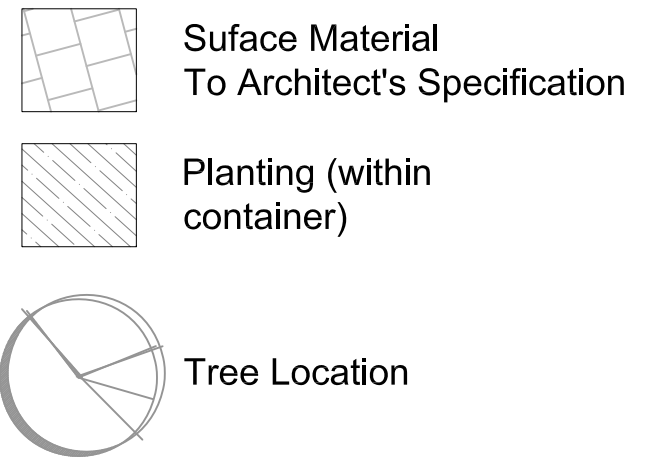 Suface Material
To Architect's Specification
Planting (within
container)
Tree Location